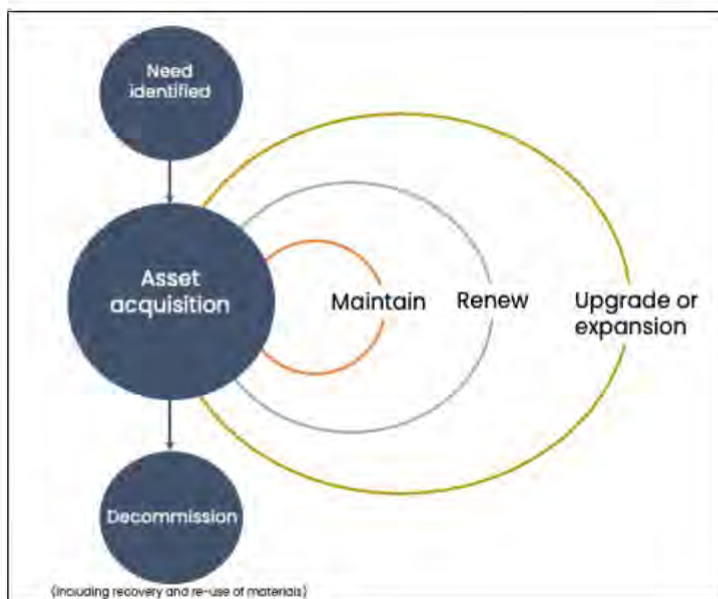 Need
identified
Asset
acquisition
Maintain
Renew
Upgrade or
expansion
Decommission
(including recovery and re-use of materials)